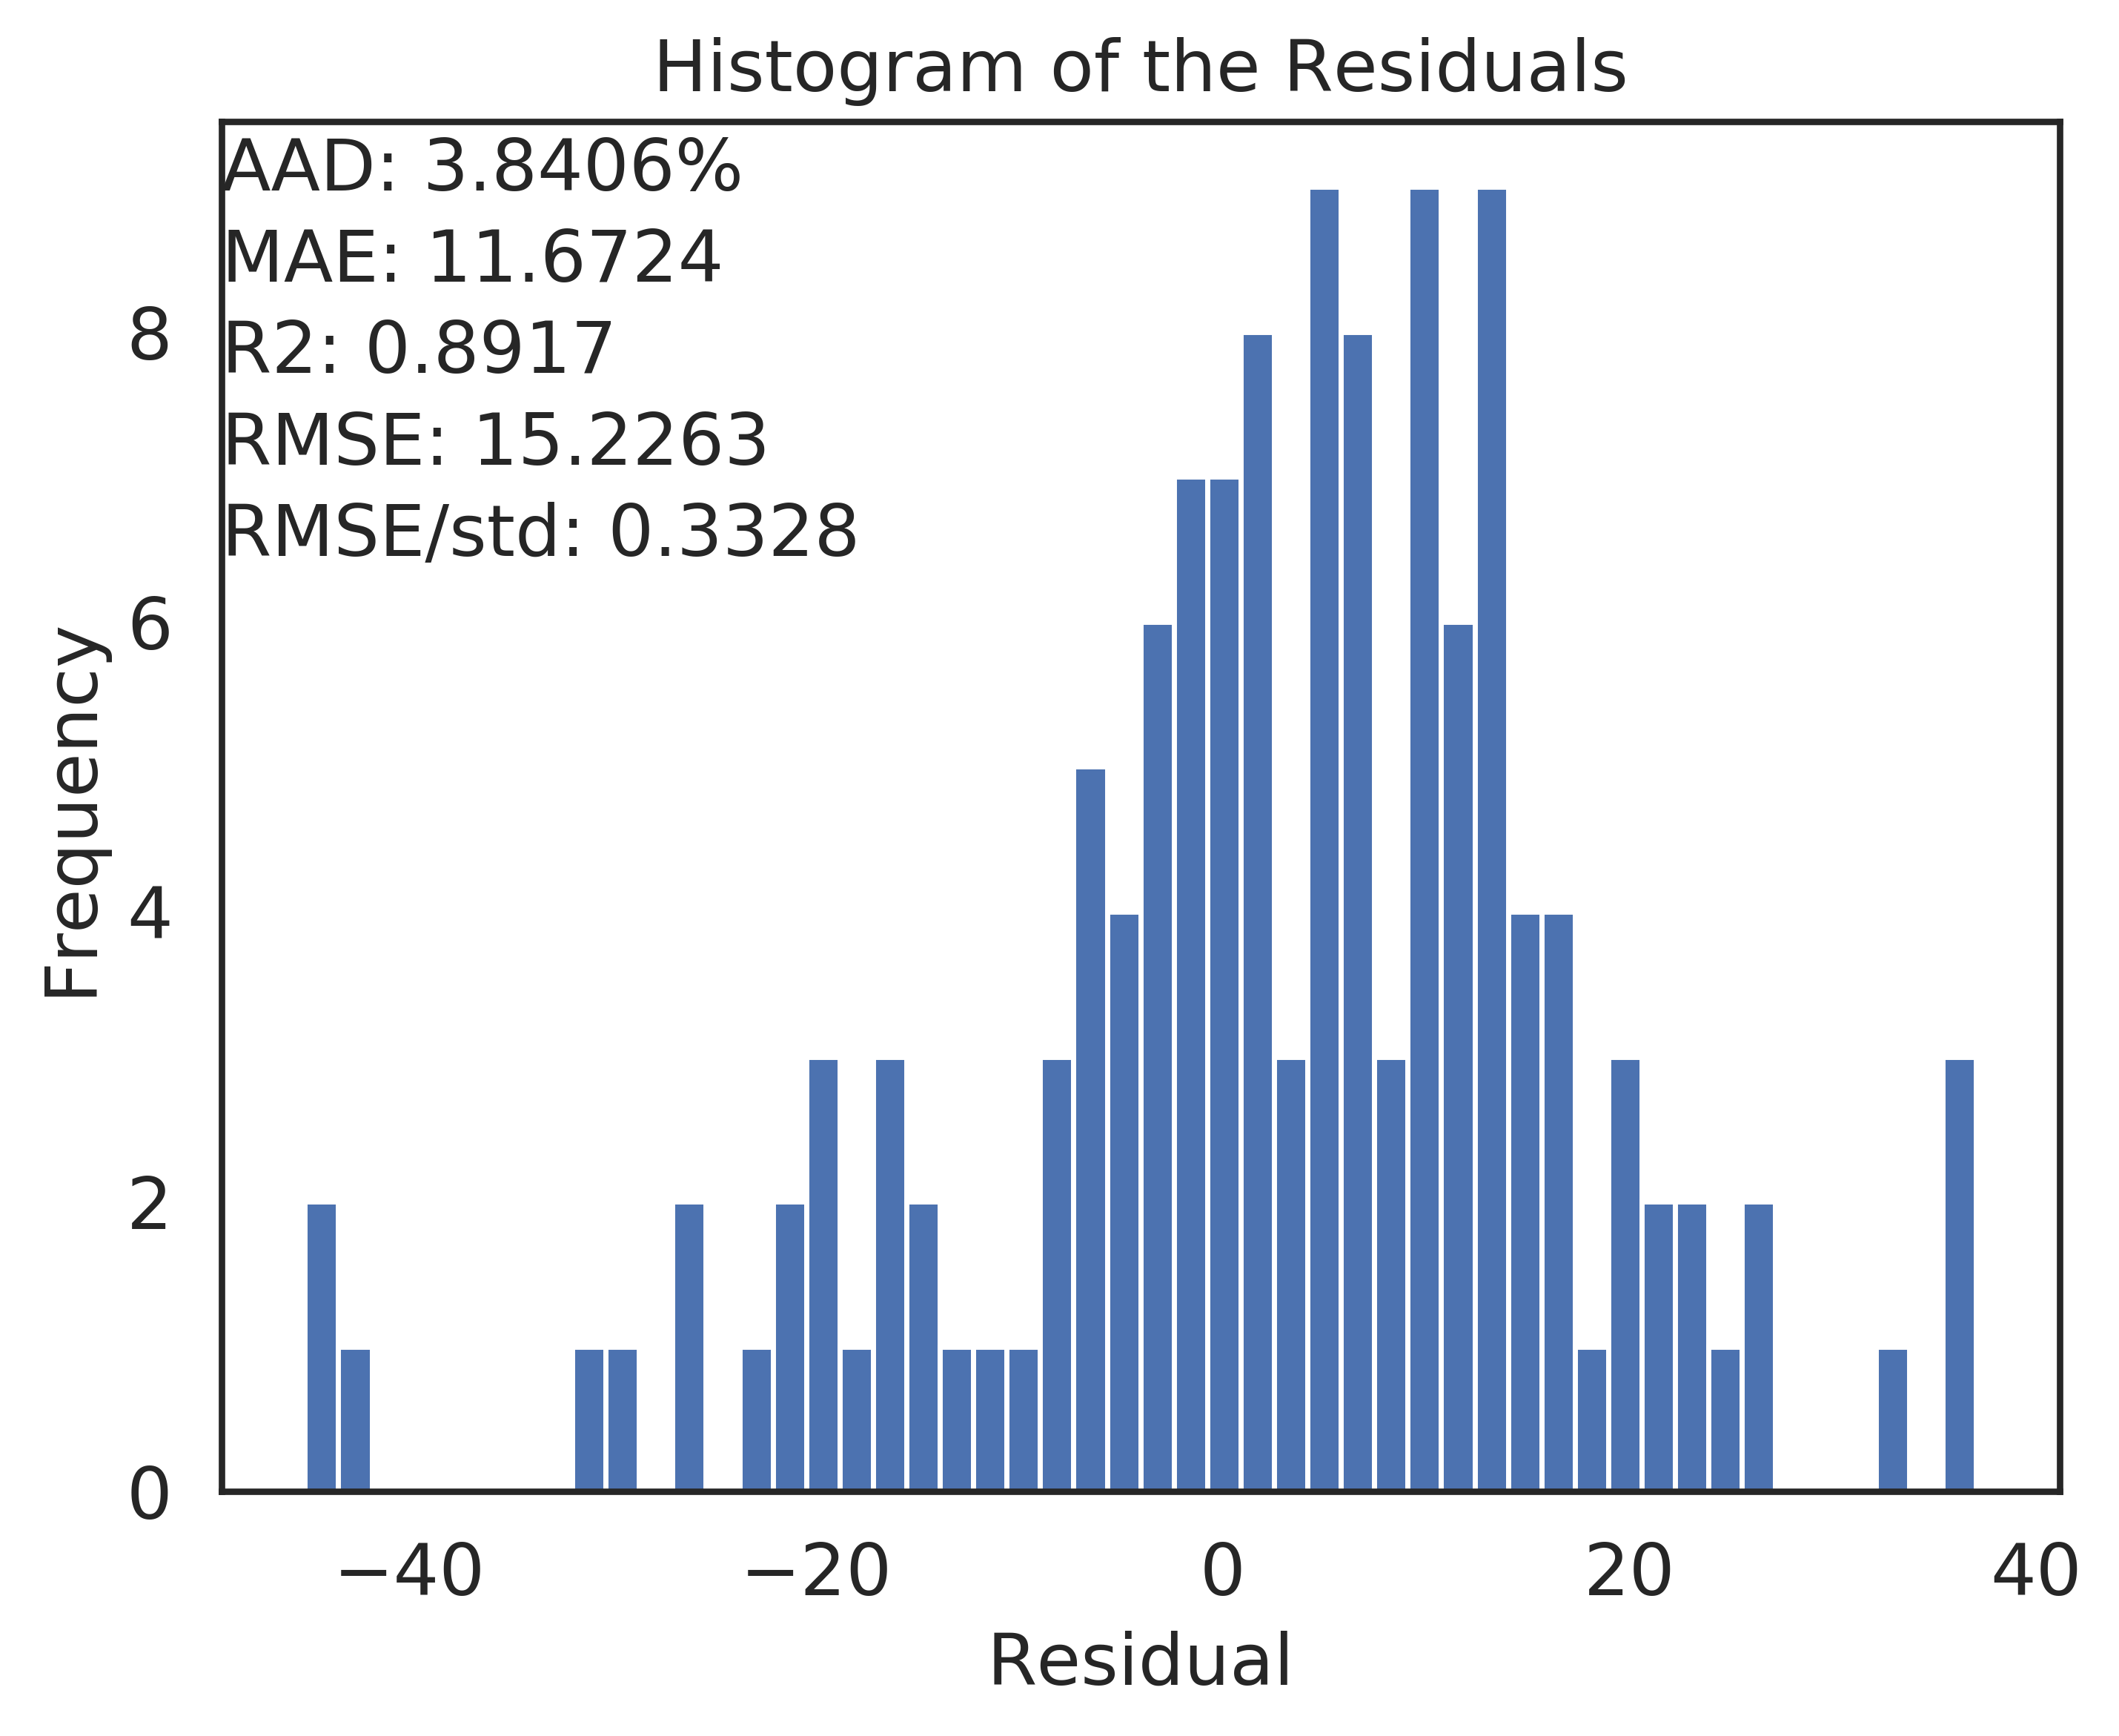 Histogram of the Residuals
AAD: 3.8406%
MAE: 11.6724
R2: 0.8917
RMSE: 15.2263
RMSE/std: 0.3328
Frequency
8
6
4
2
0
−40 −20 0 20 40
Residual